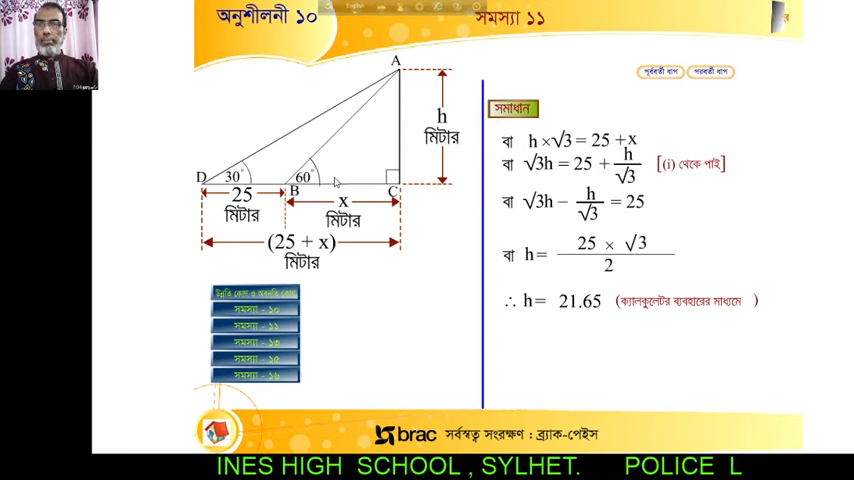 English
অনুশীলনী ১০
সমস্যা ১১
পূর্ববর্তী ধাপ
পরবর্তী ধাপ
A
h
মিটার
D
30°
60°
B
C
25
মিটার
x
মিটার
(25 + x)
মিটার
সমাধান
বা h × √3 = 25 + x
বা √3h = 25 + h/√3 [(i) থেকে পাই]
বা √3h − h/√3 = 25
বা h = 25 × √3 / 2
∴ h = 21.65 (ক্যালকুলেটর ব্যবহারের মাধ্যমে )
উন্নতি কোণ ও অবনতি কোণ
সমস্যা - ১০
সমস্যা - ১১
সমস্যা - ১৩
সমস্যা - ১৫
সমস্যা - ১৬
brac সর্বস্বত্ব সংরক্ষণ : ব্র্যাক-পেইস
INES HIGH SCHOOL , SYLHET. POLICE L